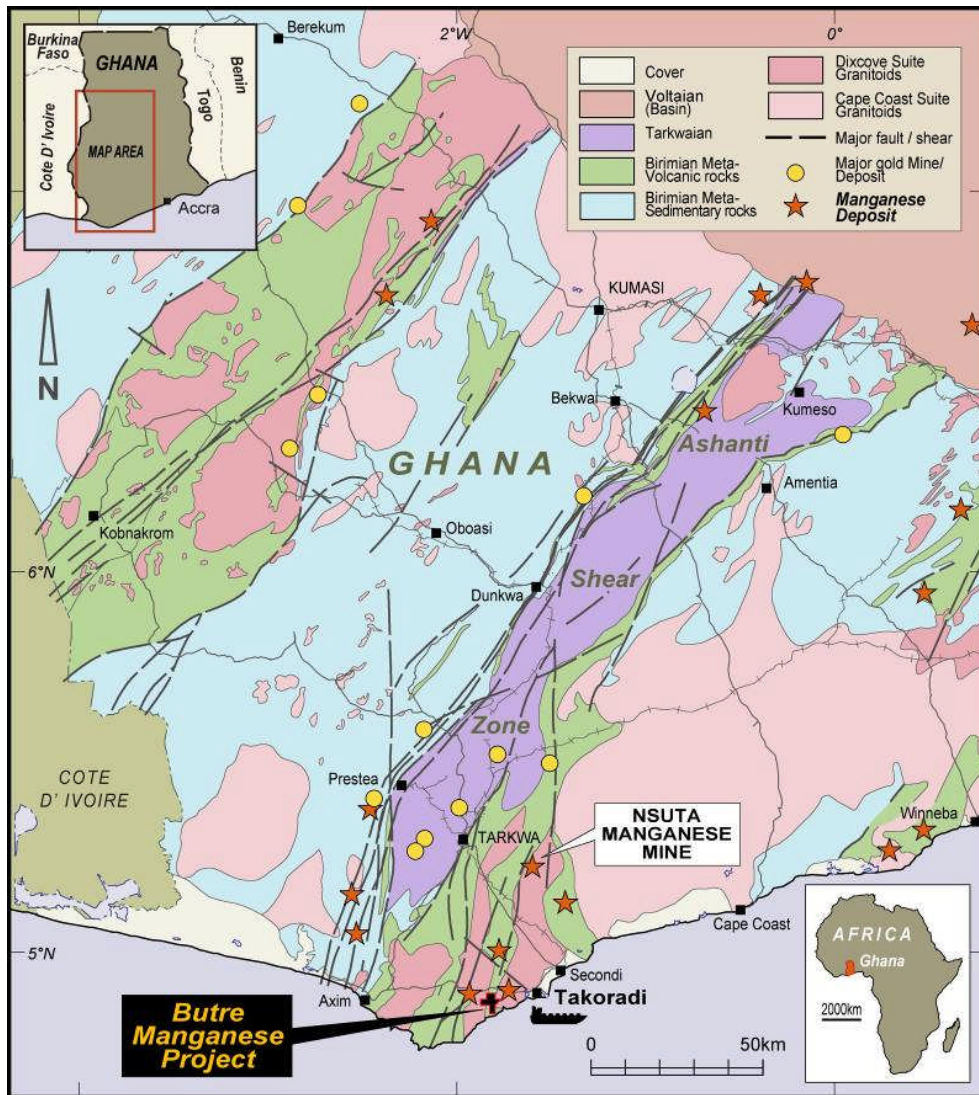 2°W
0°
Berekum
Burkina
Faso
GHANA
Benin
Togo
Cote D' Ivoire
MAP AREA
Accra
Cover
Voltaian
(Basin)
Tarkwaian
Birimian Meta-
Volcanic rocks
Birimian Meta-
Sedimentary rocks
Dixcove Suite
Granitoids
Cape Coast Suite
Granitoids
Major fault / shear
Major gold Mine/
Deposit
Manganese
Deposit
N
KUMASI
Bekwai
Kumeso
Ashanti
GHANA
Amentia
Kobnakrom
Oboasi
6°N
Dunkwa
Shear
Zone
Prestea
COTE
D' IVOIRE
NSUTA
MANGANESE
MINE
Winneba
TARKWA
Cape Coast
5°N
Secondi
Axim
Takoradi
Butre
Manganese
Project
0
50km
AFRICA
Ghana
2000km